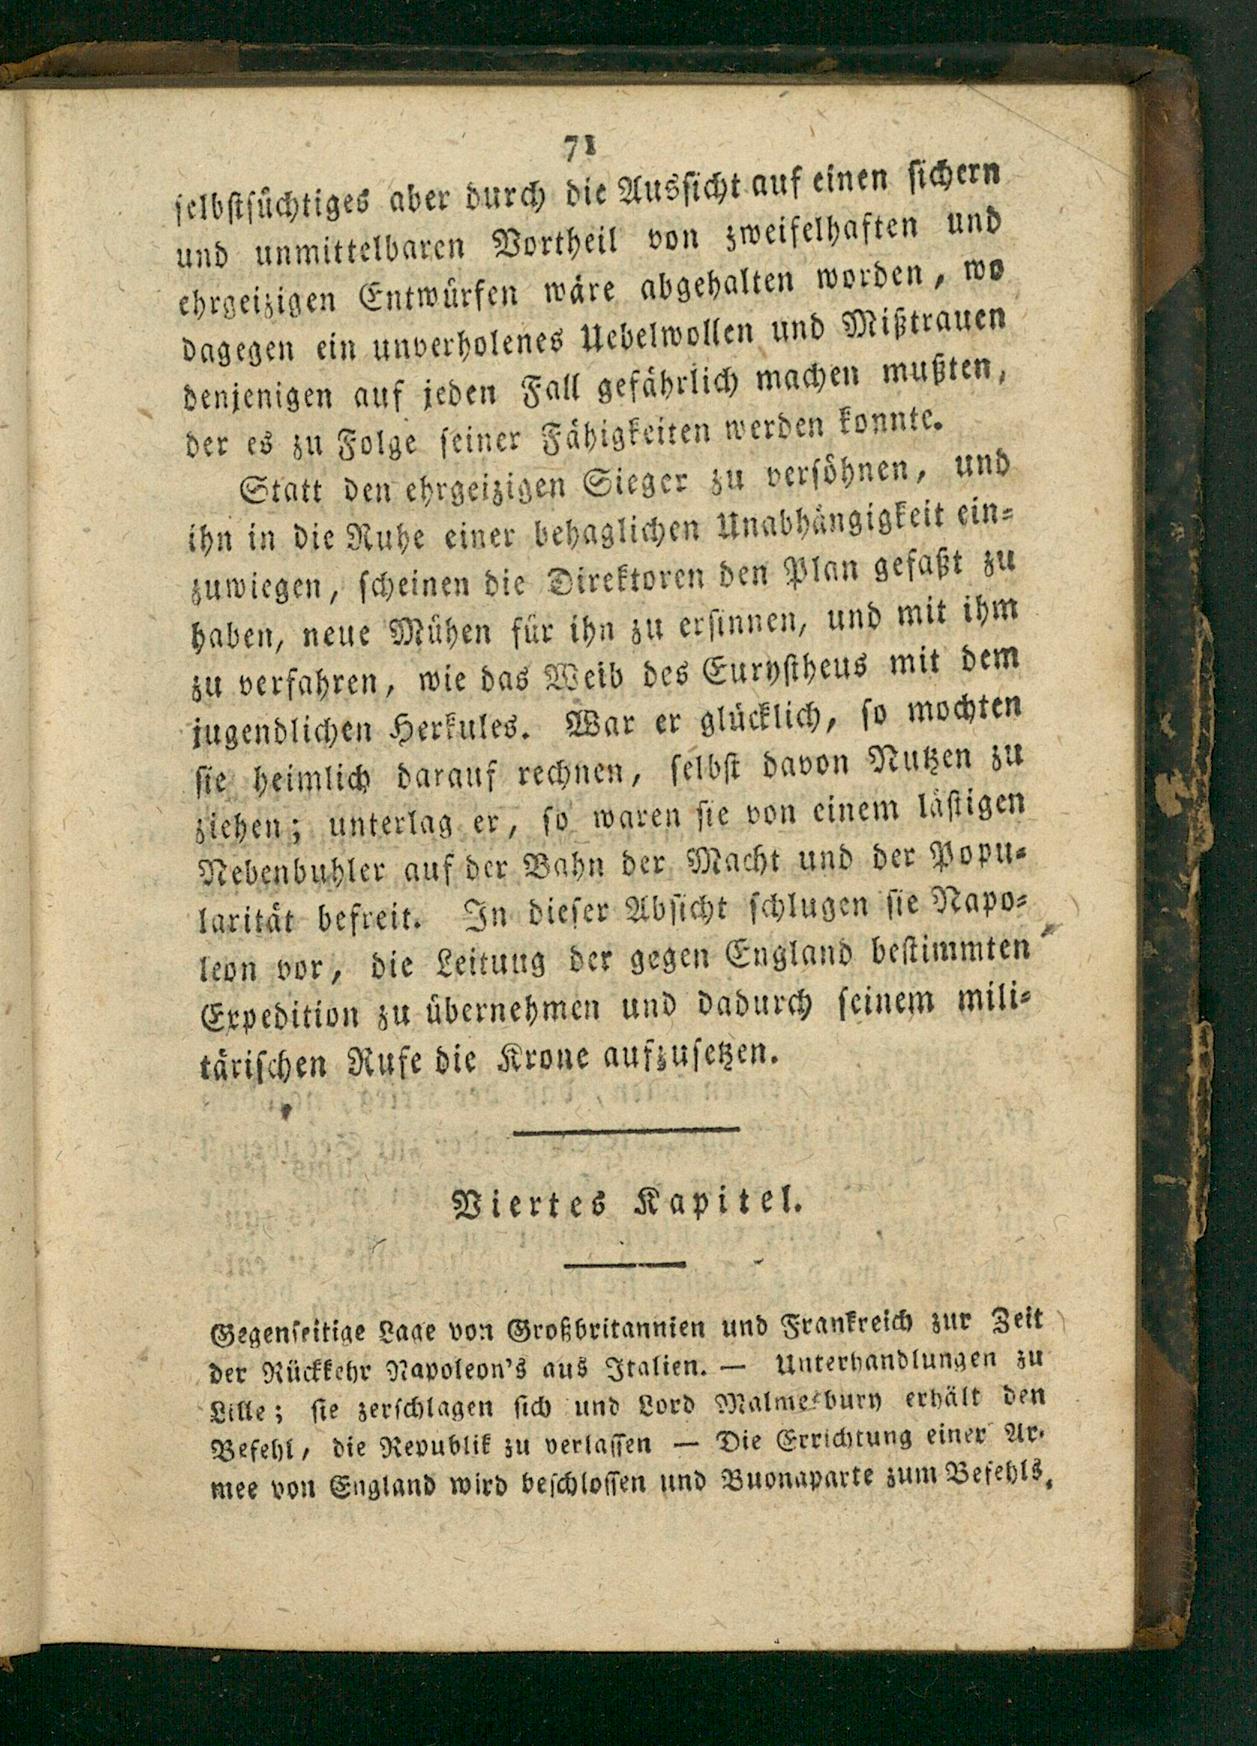 71
selbstsüchtiges aber durch die Aussicht auf einen sichern
und unmittelbaren Vortheil von zweifelhaften und
ehrgeizigen Entwürfen wäre abgehalten worden, wo
dagegen ein unverholenes Uebelwollen und Mißtrauen
denjenigen auf jeden Fall gefährlich machen mußten,
der es zu Folge seiner Fähigkeiten werden konnte.
Statt den ehrgeizigen Sieger zu versöhnen, und
ihn in die Ruhe einer behaglichen Unabhängigkeit ein-
zuwiegen, scheinen die Direktoren den Plan gefaßt zu
haben, neue Mühen für ihn zu ersinnen, und mit ihm
zu verfahren, wie das Weib des Eurystheus mit dem
jugendlichen Herkules. War er glücklich, so mochten
sie heimlich darauf rechnen, selbst davon Nutzen zu
ziehen; unterlag er, so waren sie von einem lästigen
Nebenbuhler auf der Bahn der Macht und der Popu-
larität befreit. In dieser Absicht schlugen sie Napo-
leon vor, die Leitung der gegen England bestimmten
Expedition zu übernehmen und dadurch seinem mili-
tärischen Rufe die Krone aufzusetzen.
Viertes Kapitel.
Gegenseitige Lage von Großbritannien und Frankreich zur Zeit
der Rückkehr Napoleon's aus Italien. — Unterhandlungen zu
Lille; sie zerschlagen sich und Lord Malmesbury erhält den
Befehl, die Republik zu verlassen — Die Errichtung einer Ar-
mee von England wird beschlossen und Buonaparte zum Befehls-